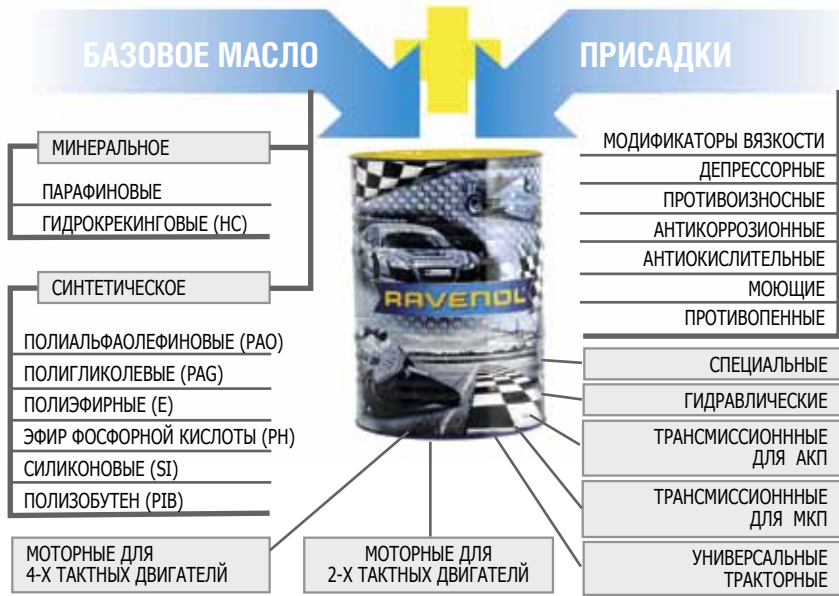 БАЗОВОЕ МАСЛО
ПРИСАДКИ
МИНЕРАЛЬНОЕ
ПАРАФИНОВЫЕ
ГИДРОКРЕКИНГОВЫЕ (HC)
СИНТЕТИЧЕСКОЕ
ПОЛИАЛЬФАОЛЕФИНОВЫЕ (PAO)
ПОЛИГЛИКОЛЕВЫЕ (PAG)
ПОЛИЭФИРНЫЕ (E)
ЭФИР ФОСФОРНОЙ КИСЛОТЫ (PH)
СИЛИКОНОВЫЕ (SI)
ПОЛИЗОБУТЕН (PIB)
RAVENOL
МОДИФИКАТОРЫ ВЯЗКОСТИ
ДЕПРЕССОРНЫЕ
ПРОТИВОИЗНОСНЫЕ
АНТИКОРРОЗИОННЫЕ
АНТИОКИСЛИТЕЛЬНЫЕ
МОЮЩИЕ
ПРОТИВОПЕННЫЕ
СПЕЦИАЛЬНЫЕ
ГИДРАВЛИЧЕСКИЕ
ТРАНСМИССИОНННЫЕ
ДЛЯ АКП
ТРАНСМИССИОНННЫЕ
ДЛЯ МКП
УНИВЕРСАЛЬНЫЕ
ТРАКТОРНЫЕ
МОТОРНЫЕ ДЛЯ
4-Х ТАКТНЫХ ДВИГАТЕЛЙ
МОТОРНЫЕ ДЛЯ
2-Х ТАКТНЫХ ДВИГАТЕЛЙ